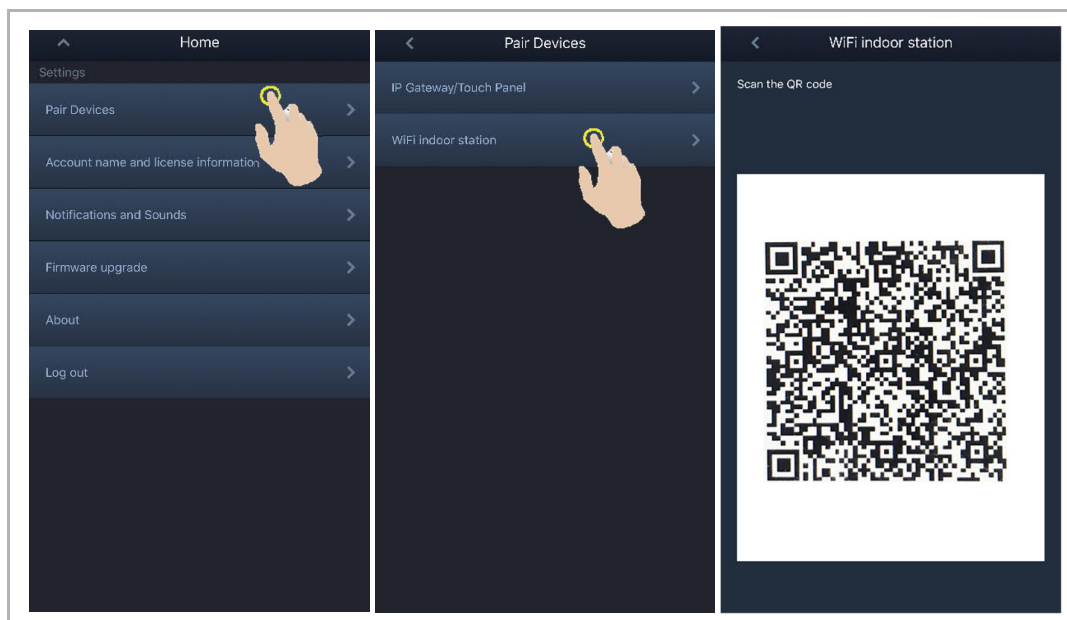 Home
Settings
Pair Devices
Account name and license information
Notifications and Sounds
Firmware upgrade
About
Log out
Pair Devices
IP Gateway/Touch Panel
WiFi indoor station
WiFi indoor station
Scan the QR code